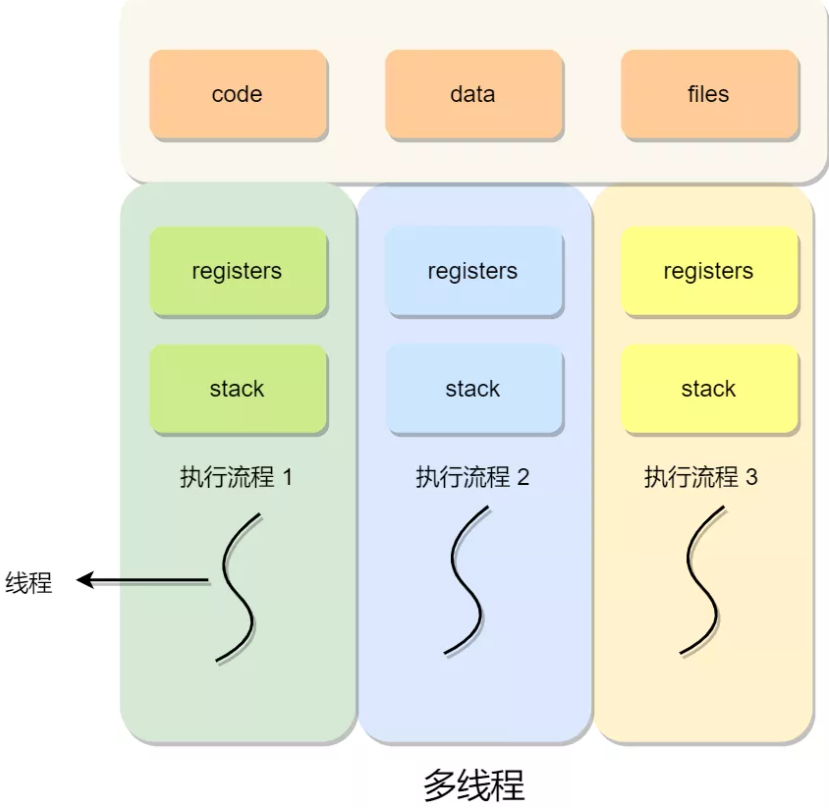 code data files
registers registers registers
stack stack stack
执行流程 1 执行流程 2 执行流程 3
线程
多线程